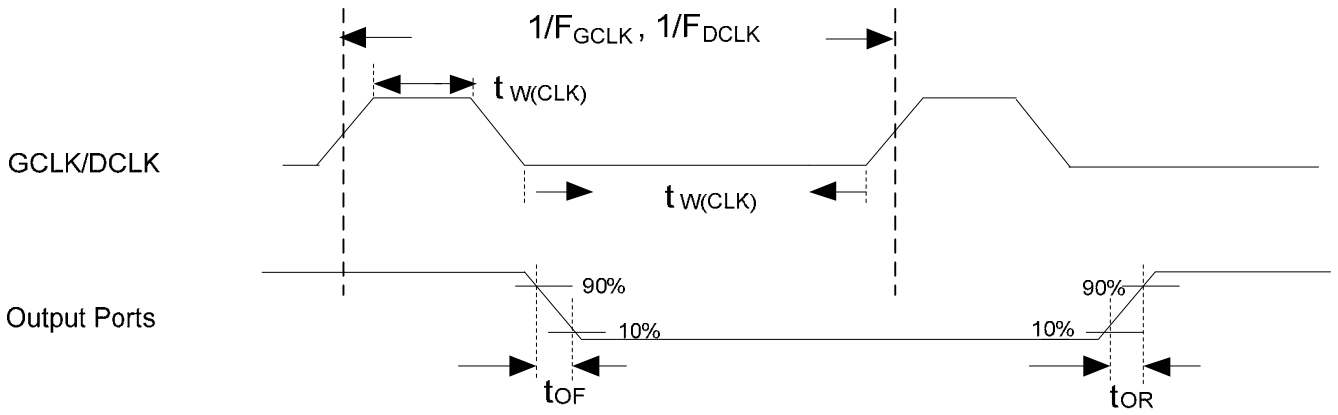 1/FGCLK , 1/FDCLK
tW(CLK)
GCLK/DCLK
tW(CLK)
90%
90%
Output Ports
10%
10%
tOF
tOR